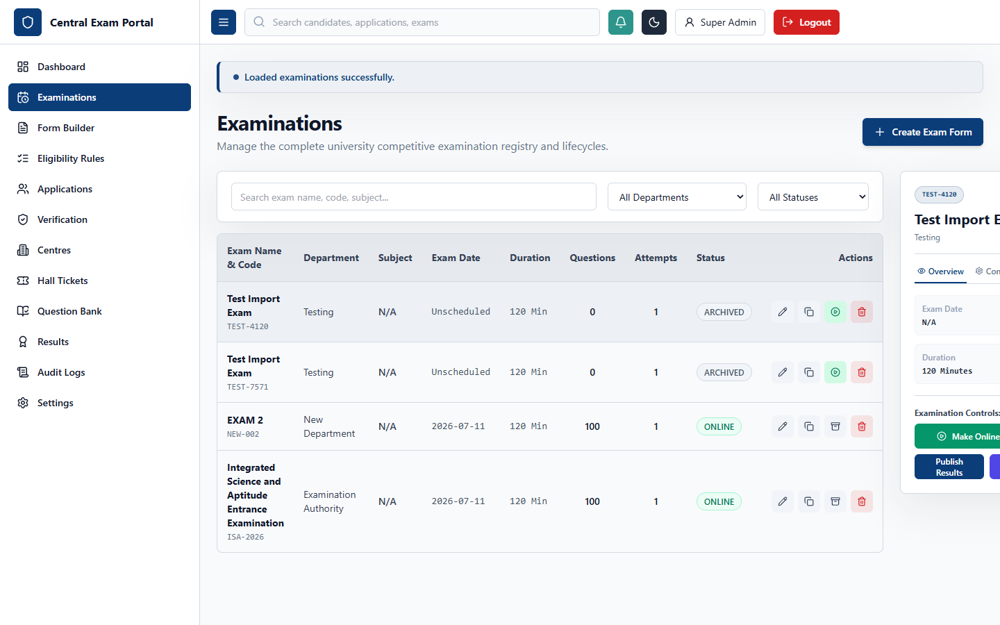 Central Exam Portal
Search candidates, applications, exams
Super Admin
Logout
Dashboard
Examinations
Form Builder
Eligibility Rules
Applications
Verification
Centres
Hall Tickets
Question Bank
Results
Audit Logs
Settings
Loaded examinations successfully.
Examinations
Manage the complete university competitive examination registry and lifecycles.
Create Exam Form
Search exam name, code, subject...
All Departments
All Statuses
Exam Name & Code Department Subject Exam Date Duration Questions Attempts Status Actions
Test Import Exam
TEST-4120
Testing N/A Unscheduled 120 Min 0 1 ARCHIVED
Test Import Exam
TEST-7571
Testing N/A Unscheduled 120 Min 0 1 ARCHIVED
EXAM 2
NEW-002
New Department N/A 2026-07-11 120 Min 100 1 ONLINE
Integrated Science and Aptitude Entrance Examination
ISA-2026
Examination Authority N/A 2026-07-11 120 Min 100 1 ONLINE
TEST-4120
Test Import E
Testing
Overview
Con
Exam Date
N/A
Duration
120 Minutes
Examination Controls:
Make Online
Publish Results